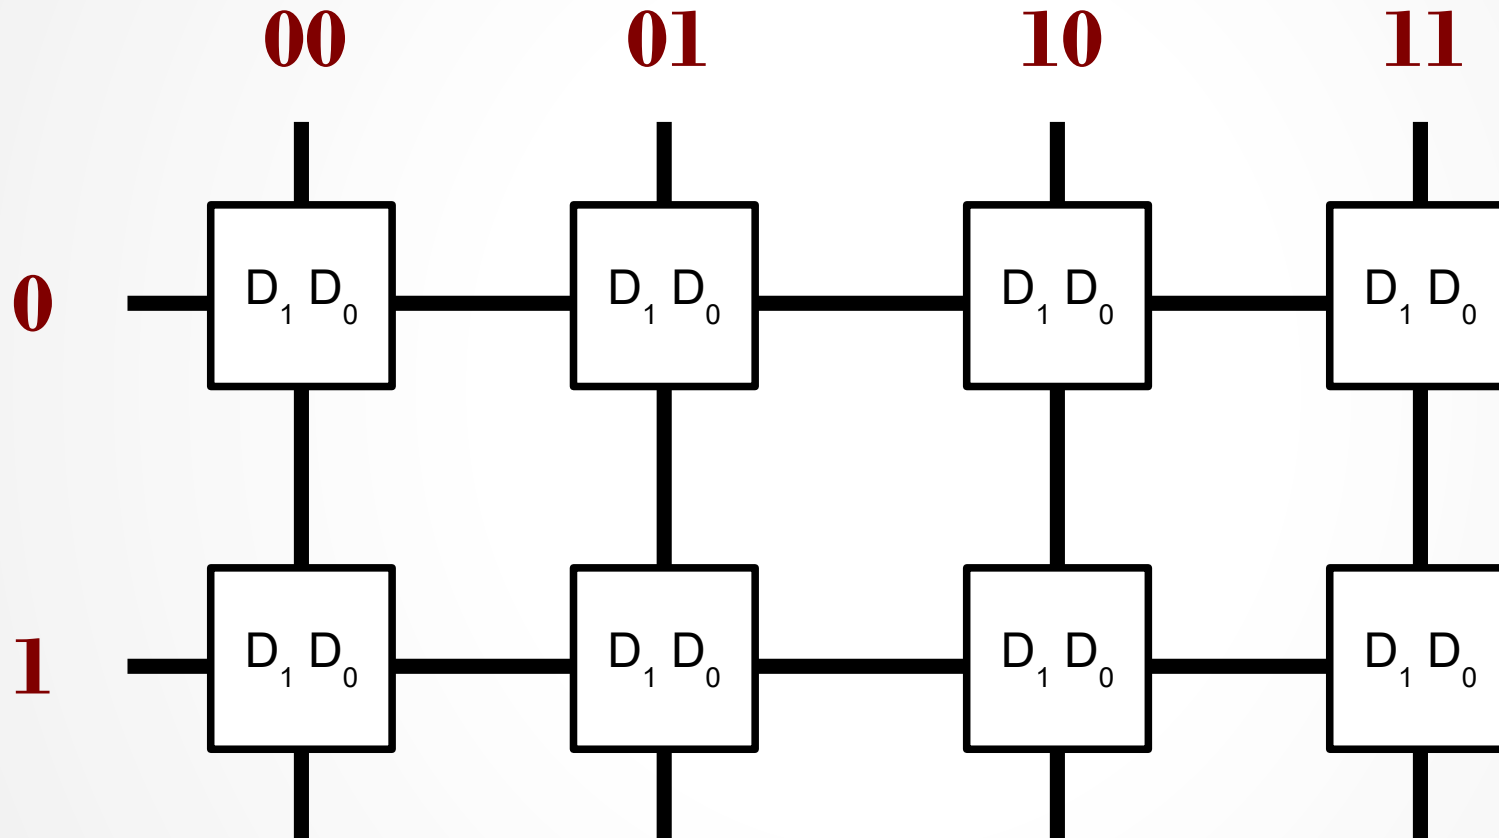 00 01 10 11
0 D₁ D₀ D₁ D₀ D₁ D₀ D₁ D₀
1 D₁ D₀ D₁ D₀ D₁ D₀ D₁ D₀